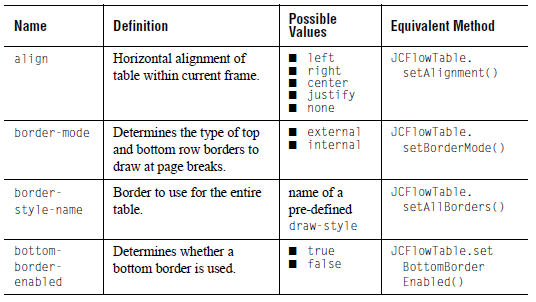 Name
Definition
Possible
Values
Equivalent Method
align
Horizontal alignment of
table within current frame.
■ left
■ right
■ center
■ justify
■ none
JCFlowTable.
setAlignment()
border-mode
Determines the type of top
and bottom row borders to
draw at page breaks.
■ external
■ internal
JCFlowTable.
setBorderMode()
border-
style-name
Border to use for the entire
table.
name of a
pre-defined
draw-style
JCFlowTable.
setAllBorders()
bottom-
border-
enabled
Determines whether a
bottom border is used.
■ true
■ false
JCFlowTable.set
BottomBorder
Enabled()